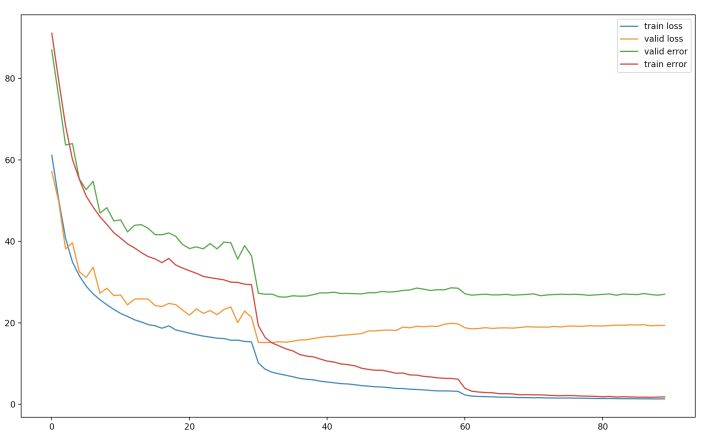 train loss
valid loss
valid error
train error
80
60
40
20
0
0 20 40 60 80